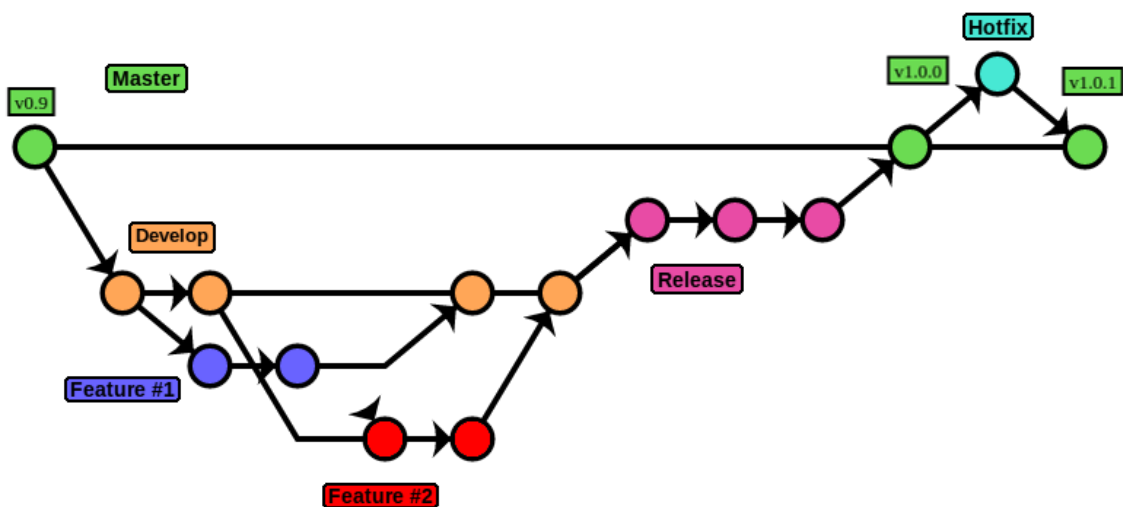 Hotfix
Master
v1.0.0
v1.0.1
v0.9
Develop
Release
Feature #1
Feature #2